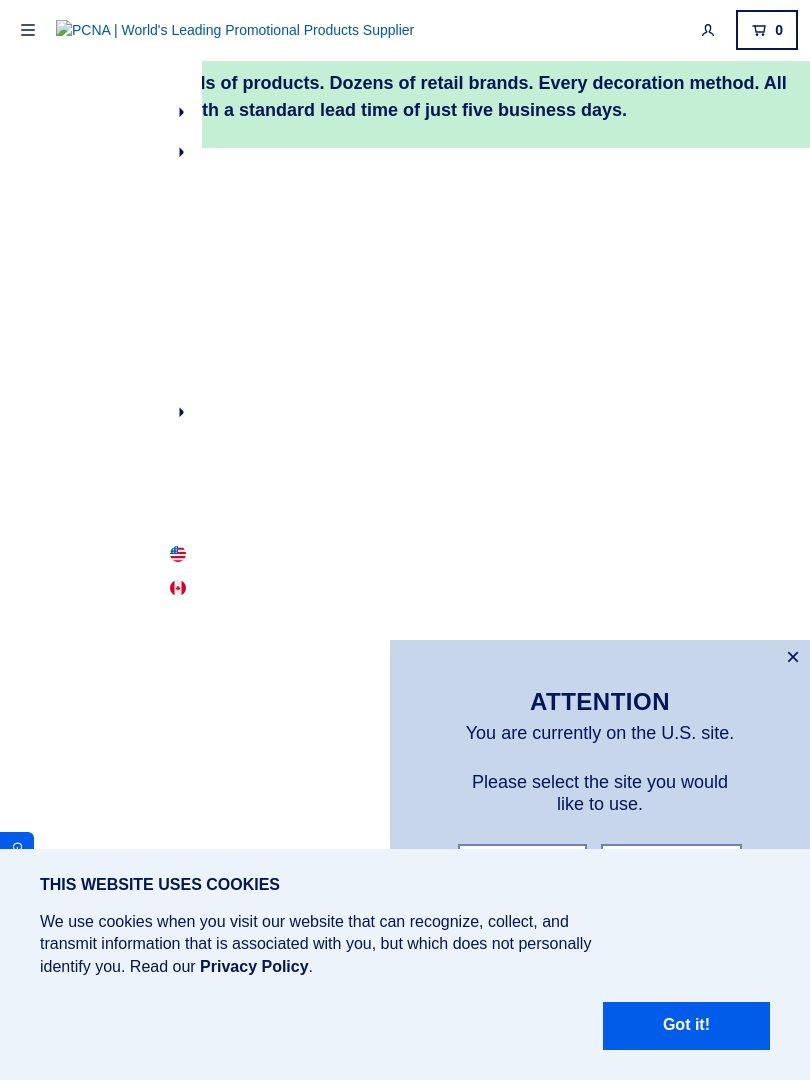 PCNA | World's Leading Promotional Products Supplier
0
of products. Dozens of retail brands. Every decoration method. All
a standard lead time of just five business days.
ATTENTION
You are currently on the U.S. site.
Please select the site you would
like to use.
THIS WEBSITE USES COOKIES
We use cookies when you visit our website that can recognize, collect, and
transmit information that is associated with you, but which does not personally
identify you. Read our Privacy Policy.
Got it!